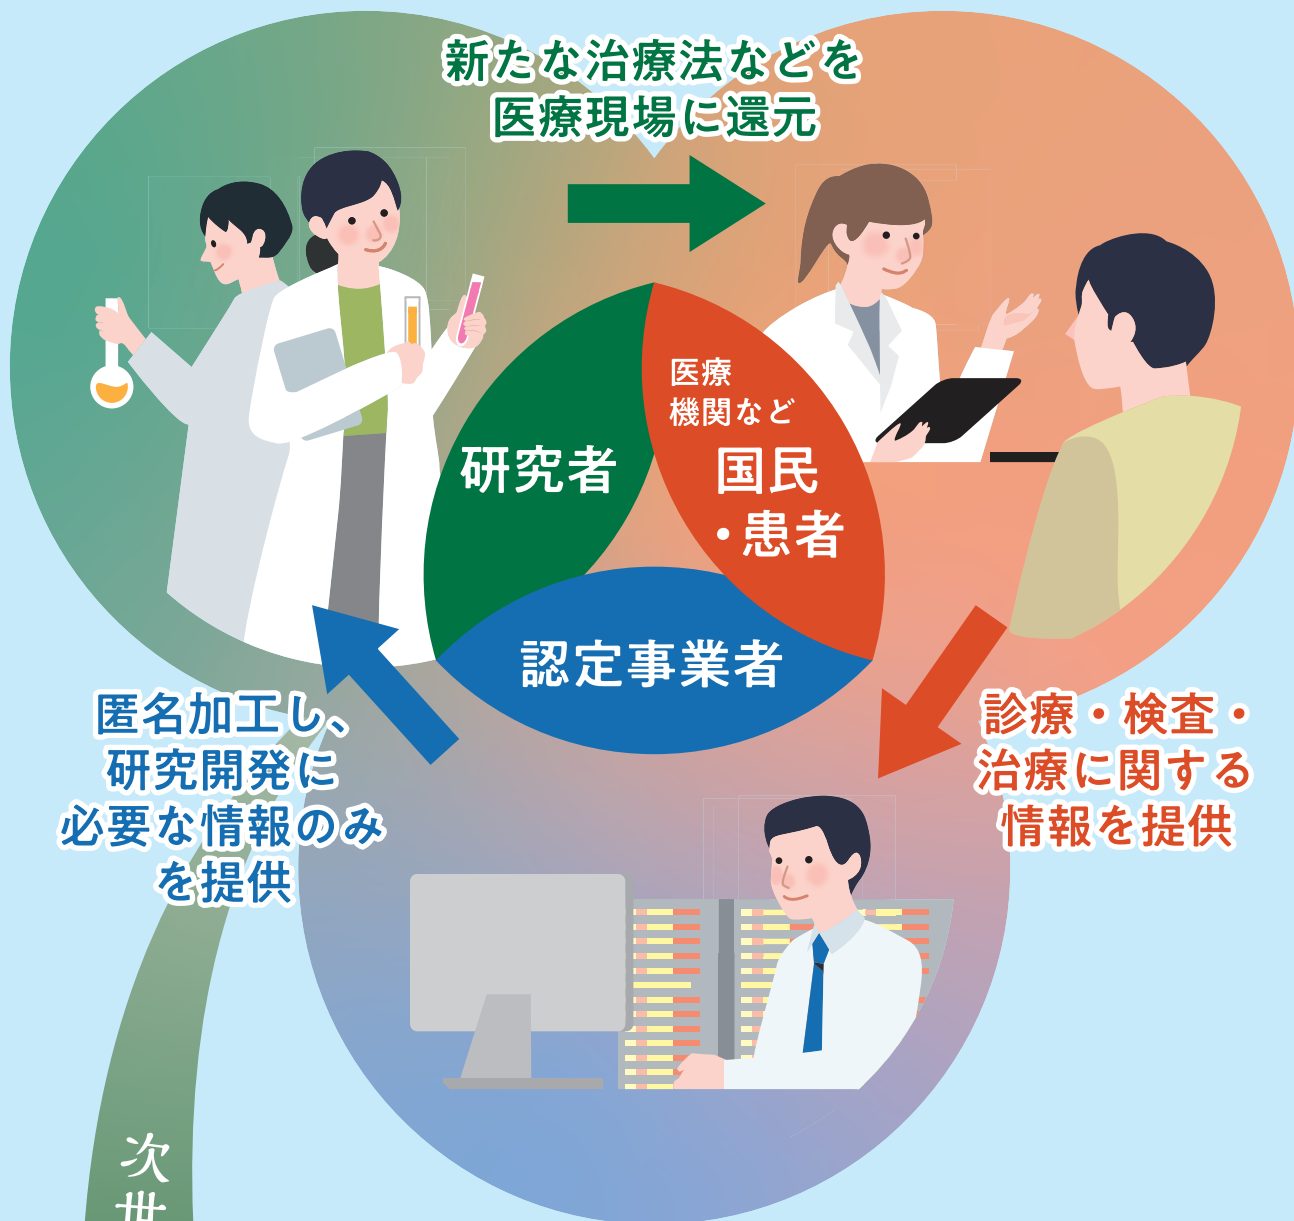 新たな治療法などを
医療現場に還元
医療
機関など
国民
・患者
研究者
認定事業者
診療・検査・
治療に関する
情報を提供
匿名加工し、
研究開発に
必要な情報のみ
を提供
次
世